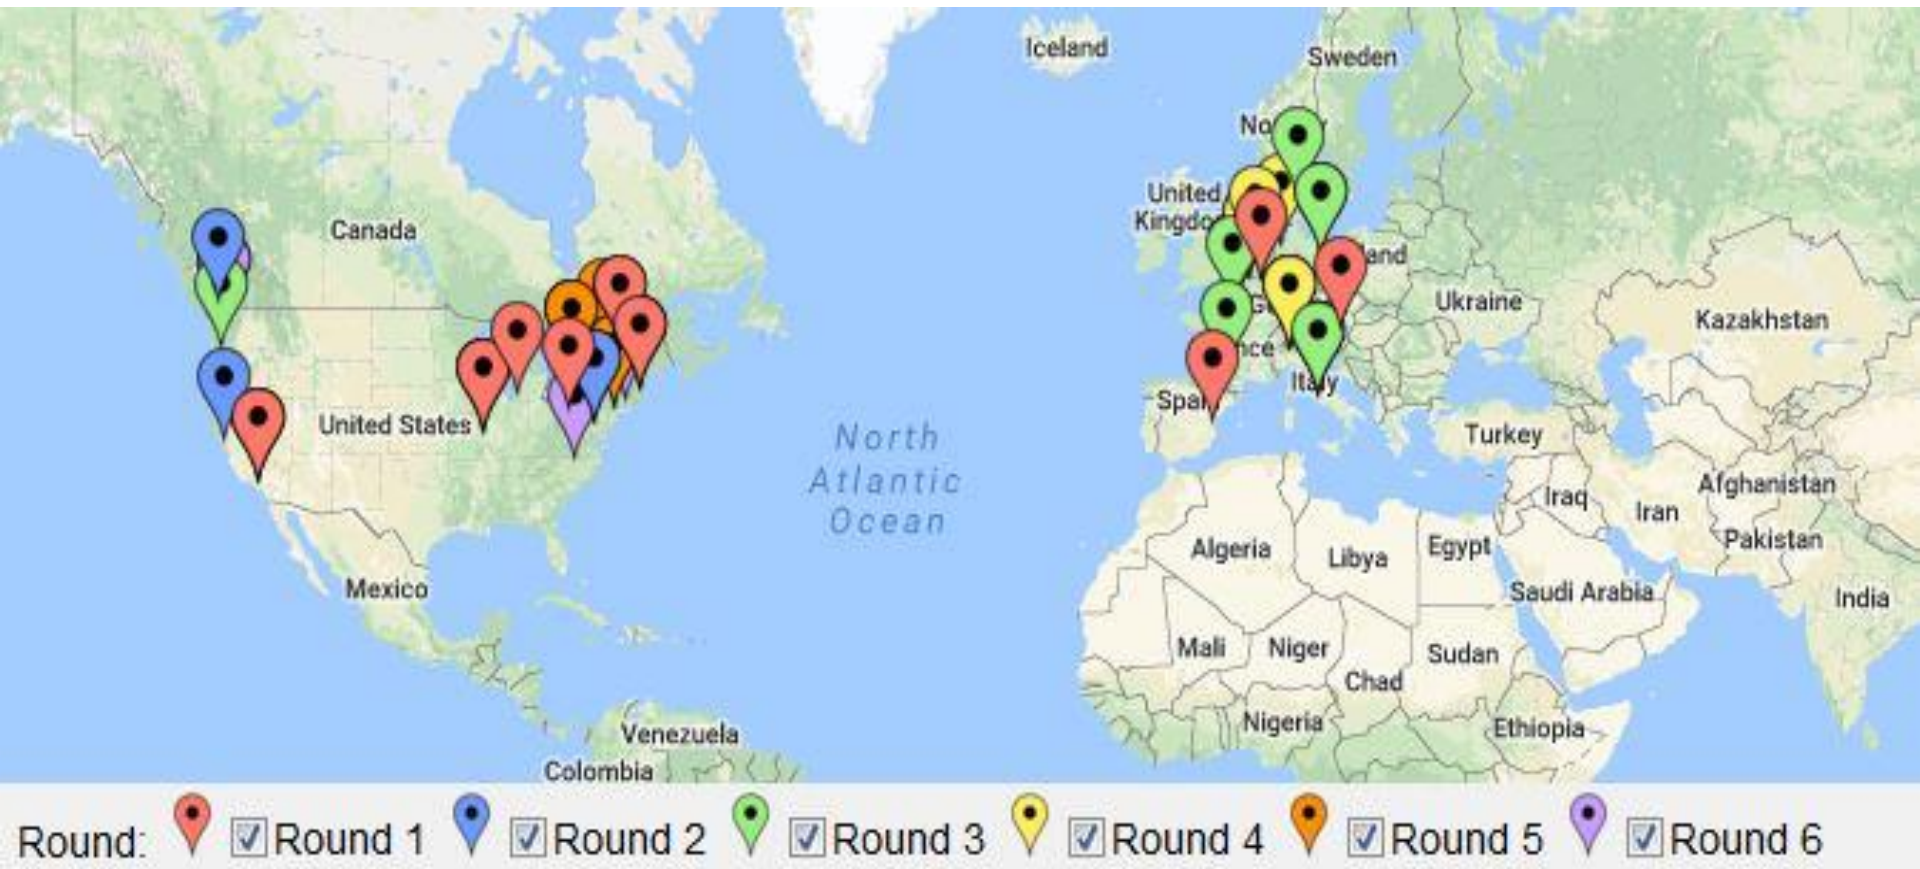 Iceland
Sweden
United
Canada
Ukraine
Kazakhstan
Italy
United States
Turkey
North
Atlantic
Ocean
Afghanistan
Iraq
Iran
Pakistan
Algeria
Libya
Egypt
Mexico
Saudi Arabia
India
Mali
Niger
Sudan
Chad
Nigeria
Ethiopia
Venezuela
Colombia
Round: Round 1 Round 2 Round 3 Round 4 Round 5 Round 6